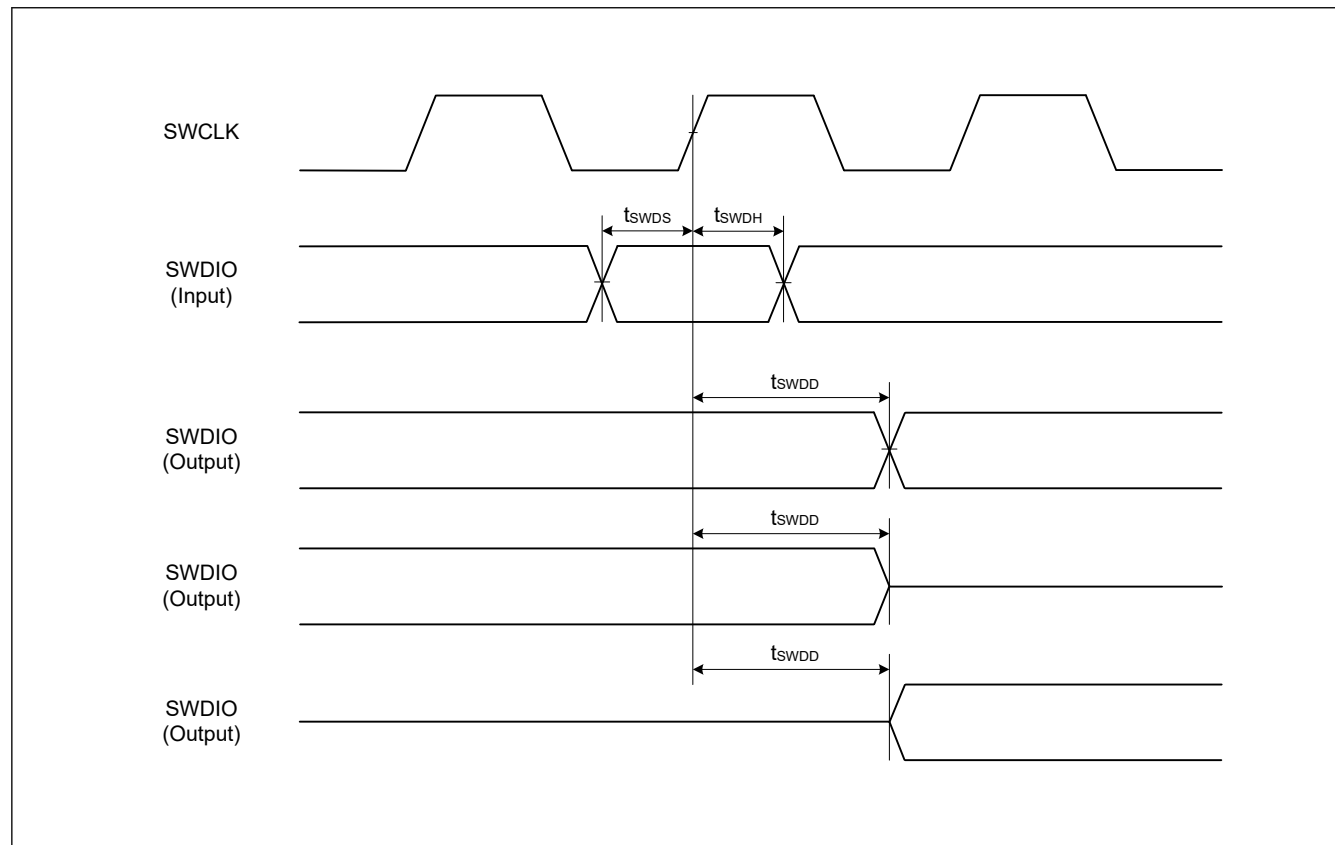 SWCLK
tSWDS
tSWDH
SWDIO
(Input)
tSWDD
SWDIO
(Output)
tSWDD
SWDIO
(Output)
tSWDD
SWDIO
(Output)